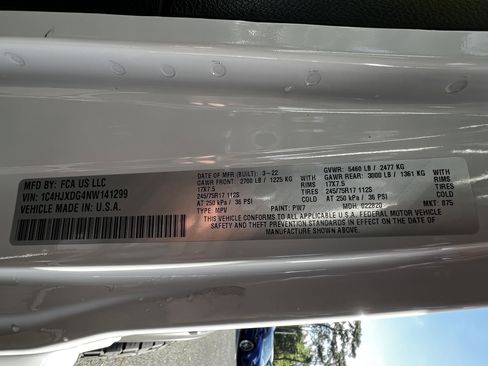 MFD BY: FCA US LLC
VIN: 1C4HJXDG4NW141299
VEHICLE MADE IN: U.S.A.
DATE OF MFR (BUILT): 3-22
GAWR FRONT: 2700 LB / 1225 KG WITH
17X7.5 RIMS
245/75R17 112S TIRES
AT 250 kPa / 36 PSI COLD
TYPE: MPV
GVWR: 5460 LB / 2477 KG
GAWR REAR: 3000 LB / 1361 KG WITH
17X7.5 RIMS
245/75R17 112S TIRES
AT 250 kPa / 36 PSI COLD
PAINT: PW7 MDH: 022820 MKT: 875
THIS VEHICLE CONFORMS TO ALL APPLICABLE U.S.A. FEDERAL MOTOR VEHICLE
SAFETY AND THEFT PREVENTION STANDARDS IN EFFECT ON THE DATE OF
MANUFACTURE SHOWN ABOVE.